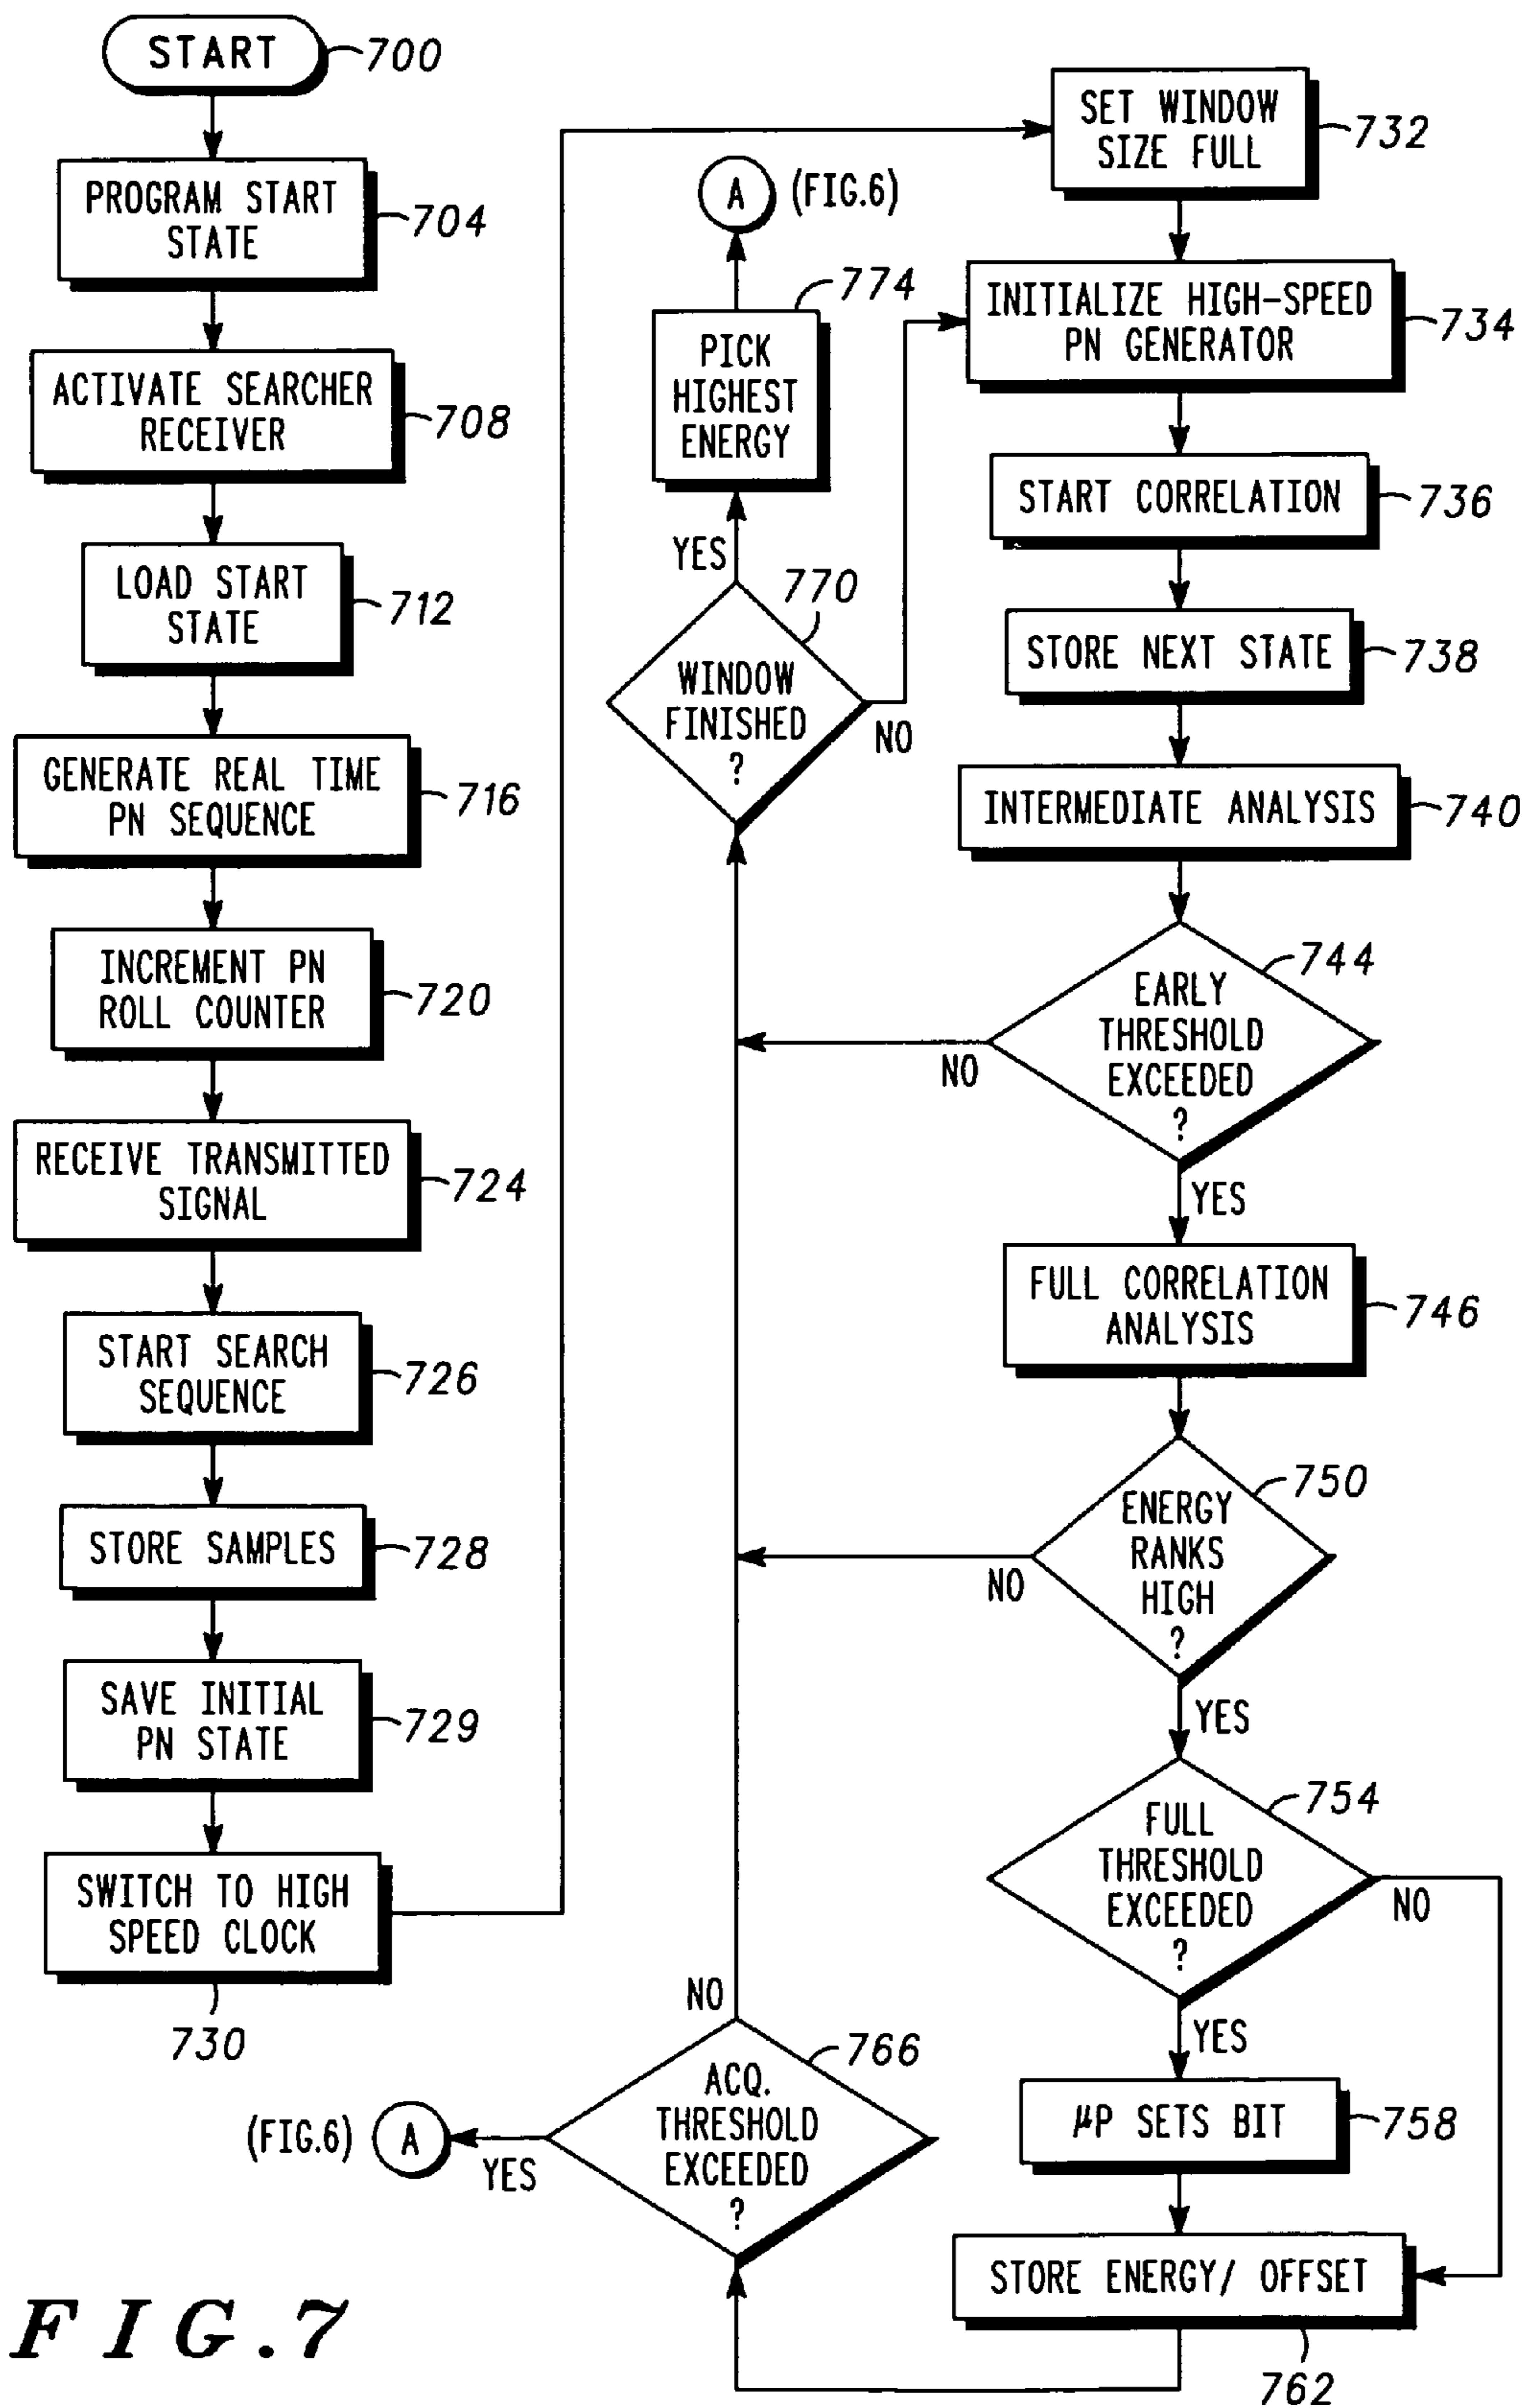 START
700
PROGRAM START
STATE
704
ACTIVATE SEARCHER
RECEIVER
708
LOAD START
STATE
712
GENERATE REAL TIME
PN SEQUENCE
716
INCREMENT PN
ROLL COUNTER
720
RECEIVE TRANSMITTED
SIGNAL
724
START SEARCH
SEQUENCE
726
STORE SAMPLES
728
SAVE INITIAL
PN STATE
729
SWITCH TO HIGH
SPEED CLOCK
730
SET WINDOW
SIZE FULL
732
INITIALIZE HIGH-SPEED
PN GENERATOR
734
START CORRELATION
736
STORE NEXT STATE
738
INTERMEDIATE ANALYSIS
740
EARLY
THRESHOLD
EXCEEDED
?
744
NO
YES
FULL CORRELATION
ANALYSIS
746
ENERGY
RANKS
HIGH
?
750
NO
YES
FULL
THRESHOLD
EXCEEDED
?
754
NO
YES
μP SETS BIT
758
STORE ENERGY/ OFFSET
762
ACQ.
THRESHOLD
EXCEEDED
?
766
NO
YES
(FIG.6) A
WINDOW
FINISHED
?
770
NO
YES
PICK
HIGHEST
ENERGY
774
A (FIG.6)
FIG.7